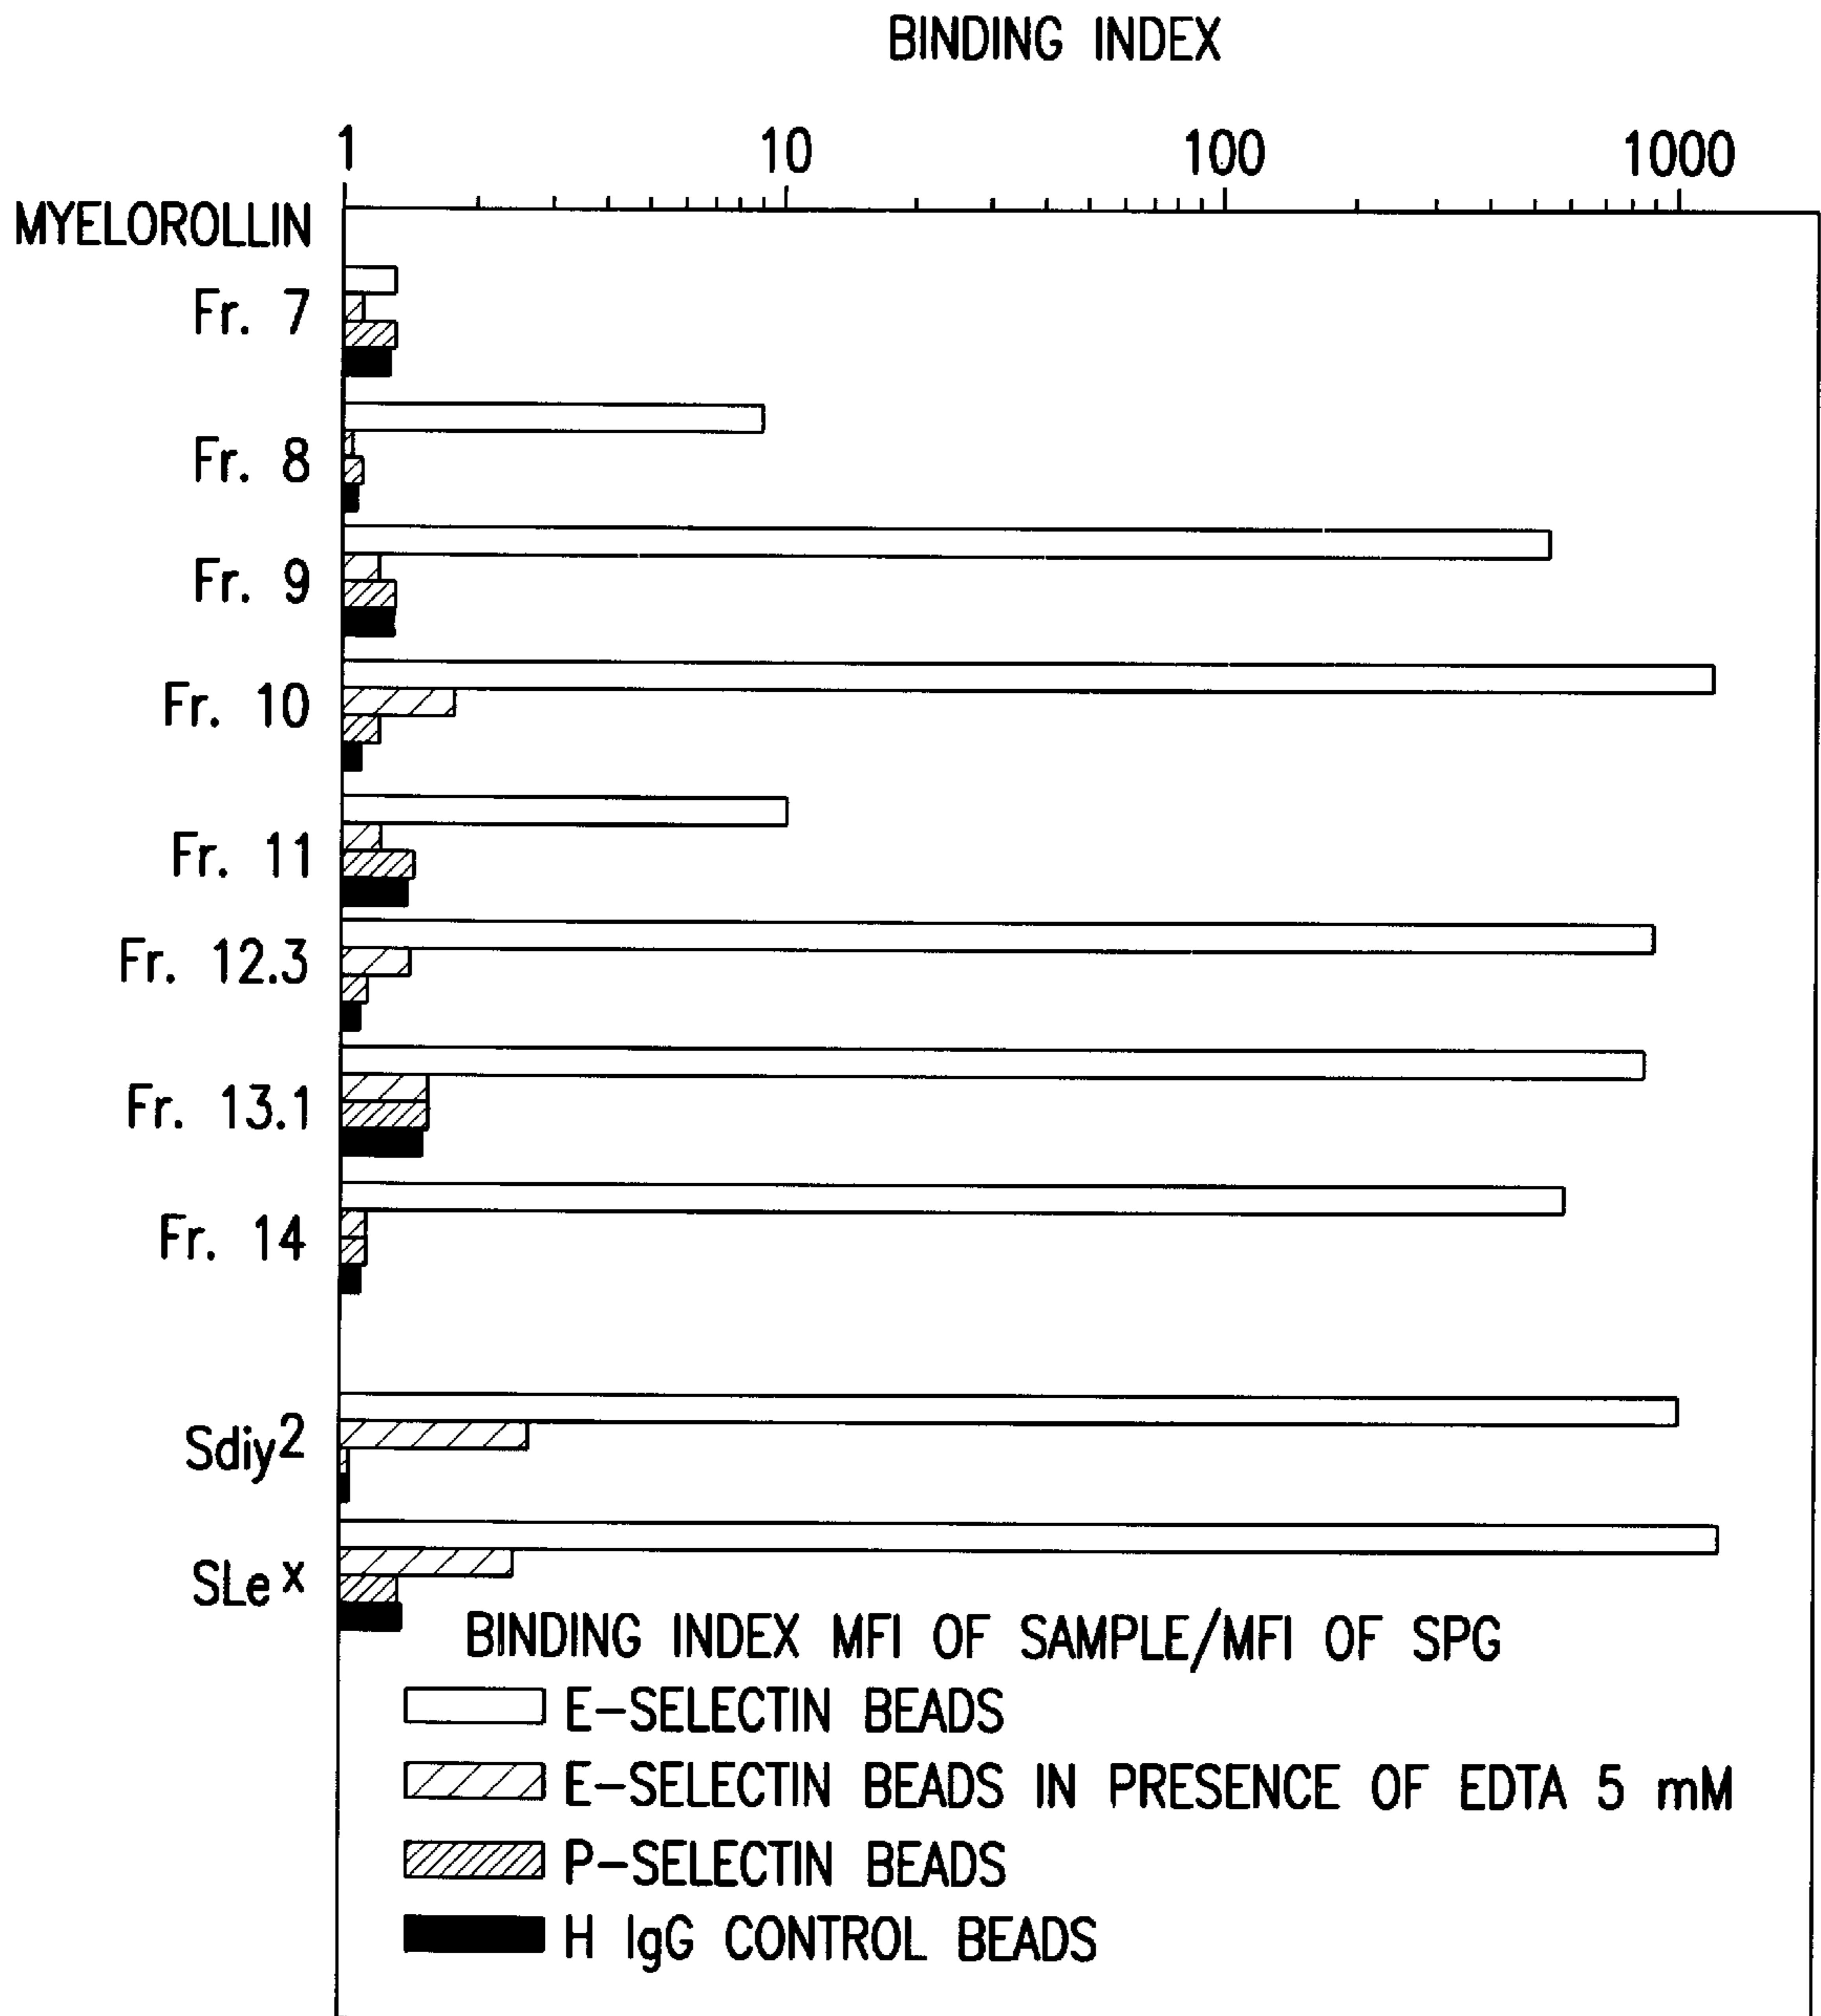 BINDING INDEX
1 10 100 1000
MYELOROLLIN
Fr. 7
Fr. 8
Fr. 9
Fr. 10
Fr. 11
Fr. 12.3
Fr. 13.1
Fr. 14
Sdiy2
SLex
BINDING INDEX MFI OF SAMPLE/MFI OF SPG
E-SELECTIN BEADS
E-SELECTIN BEADS IN PRESENCE OF EDTA 5 mM
P-SELECTIN BEADS
H IgG CONTROL BEADS